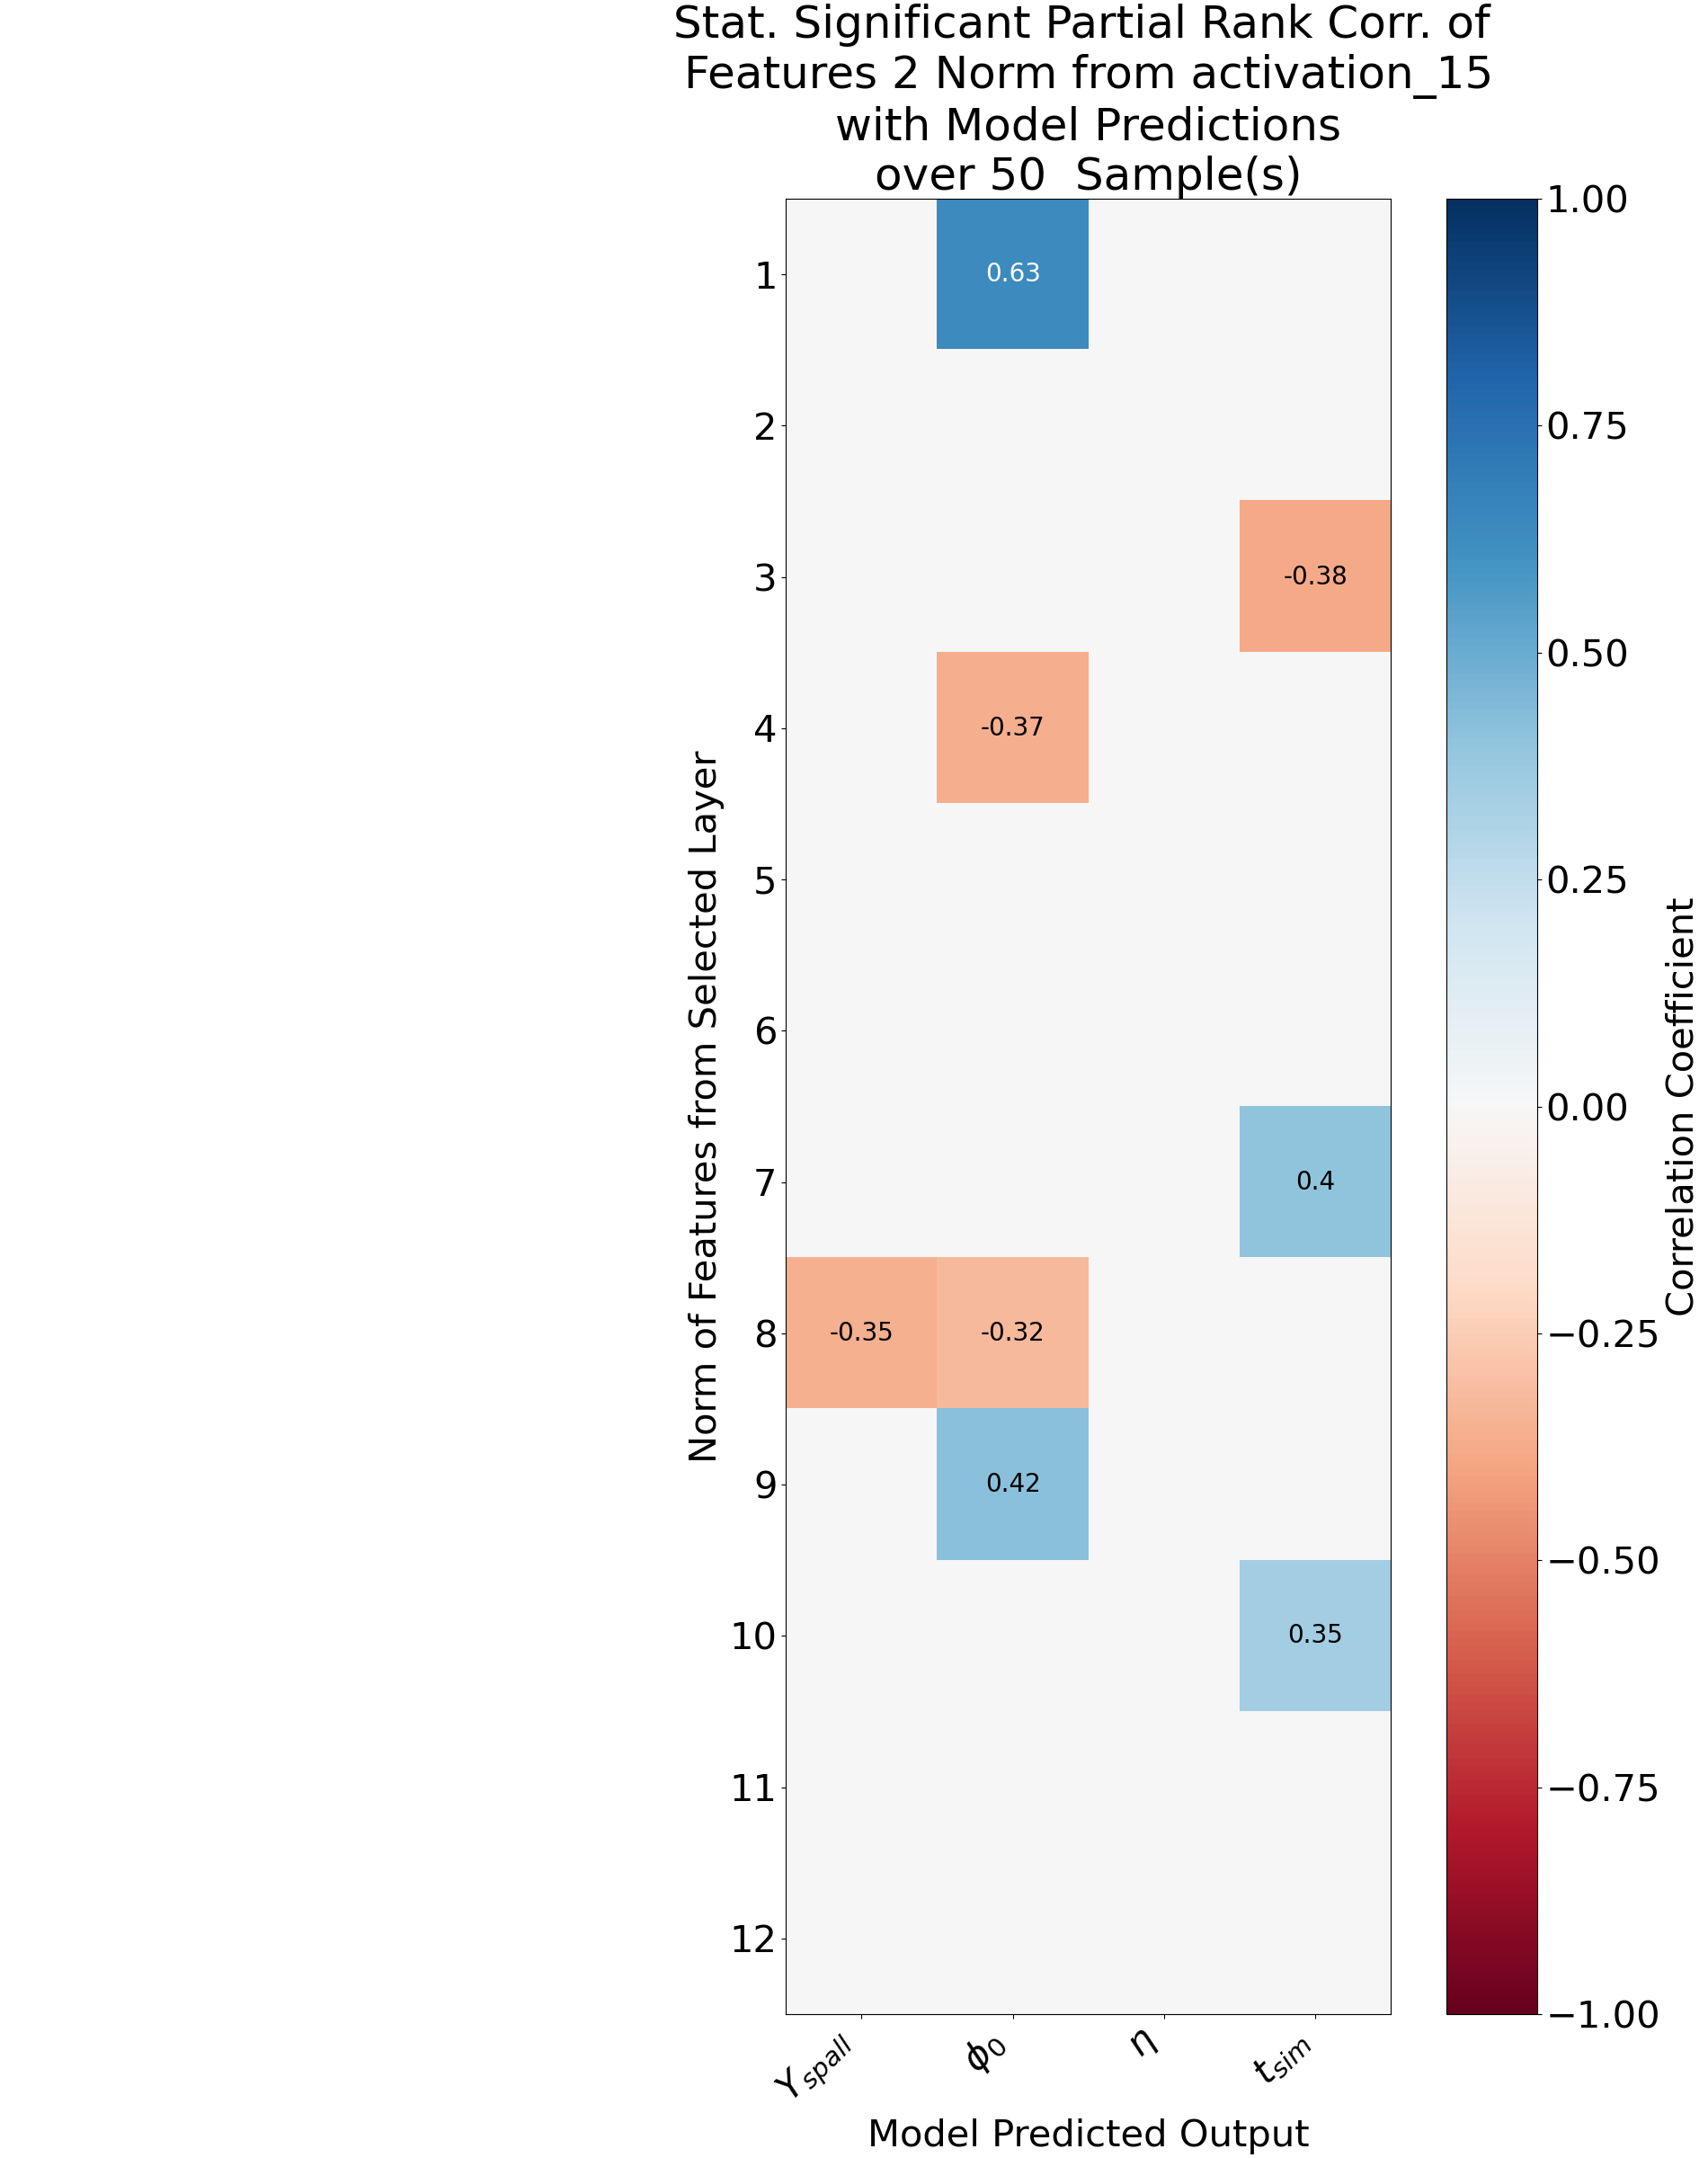 Stat. Significant Partial Rank Corr. of
Features 2 Norm from activation_15
with Model Predictions
over 50  Sample(s)
Norm of Features from Selected Layer
1
2
3
4
5
6
7
8
9
10
11
12
0.63
-0.38
-0.37
0.4
-0.35 -0.32
0.42
0.35
Y_spall
ϕ₀
η
t_sim
Model Predicted Output
1.00
0.75
0.50
0.25
0.00
−0.25
−0.50
−0.75
−1.00
Correlation Coefficient